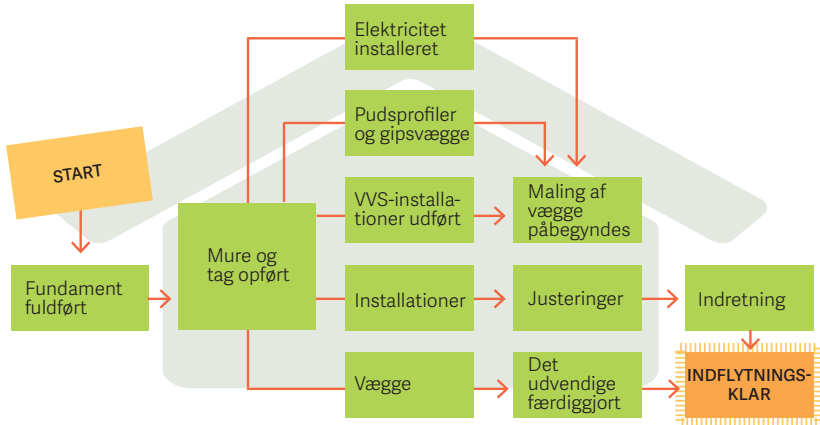 START
Fundament
fuldført
Mure og
tag opført
Elektricitet
installeret
Pudsprofiler
og gipsvægge
VVS-installa-
tioner udført
Maling af
vægge
påbegyndes
Installationer
Justeringer
Indretning
Vægge
Det
udvendige
færdiggjort
INDFLYTNINGS-
KLAR